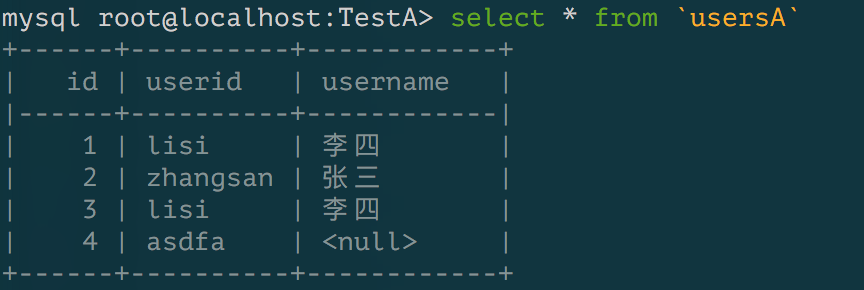 mysql root@localhost:TestA> select * from `usersA`
+------+----------+------------+
|   id | userid   | username   |
|------+----------+------------|
|    1 | lisi     | 李四       |
|    2 | zhangsan | 张三       |
|    3 | lisi     | 李四       |
|    4 | asdfa    | <null>     |
+------+----------+------------+